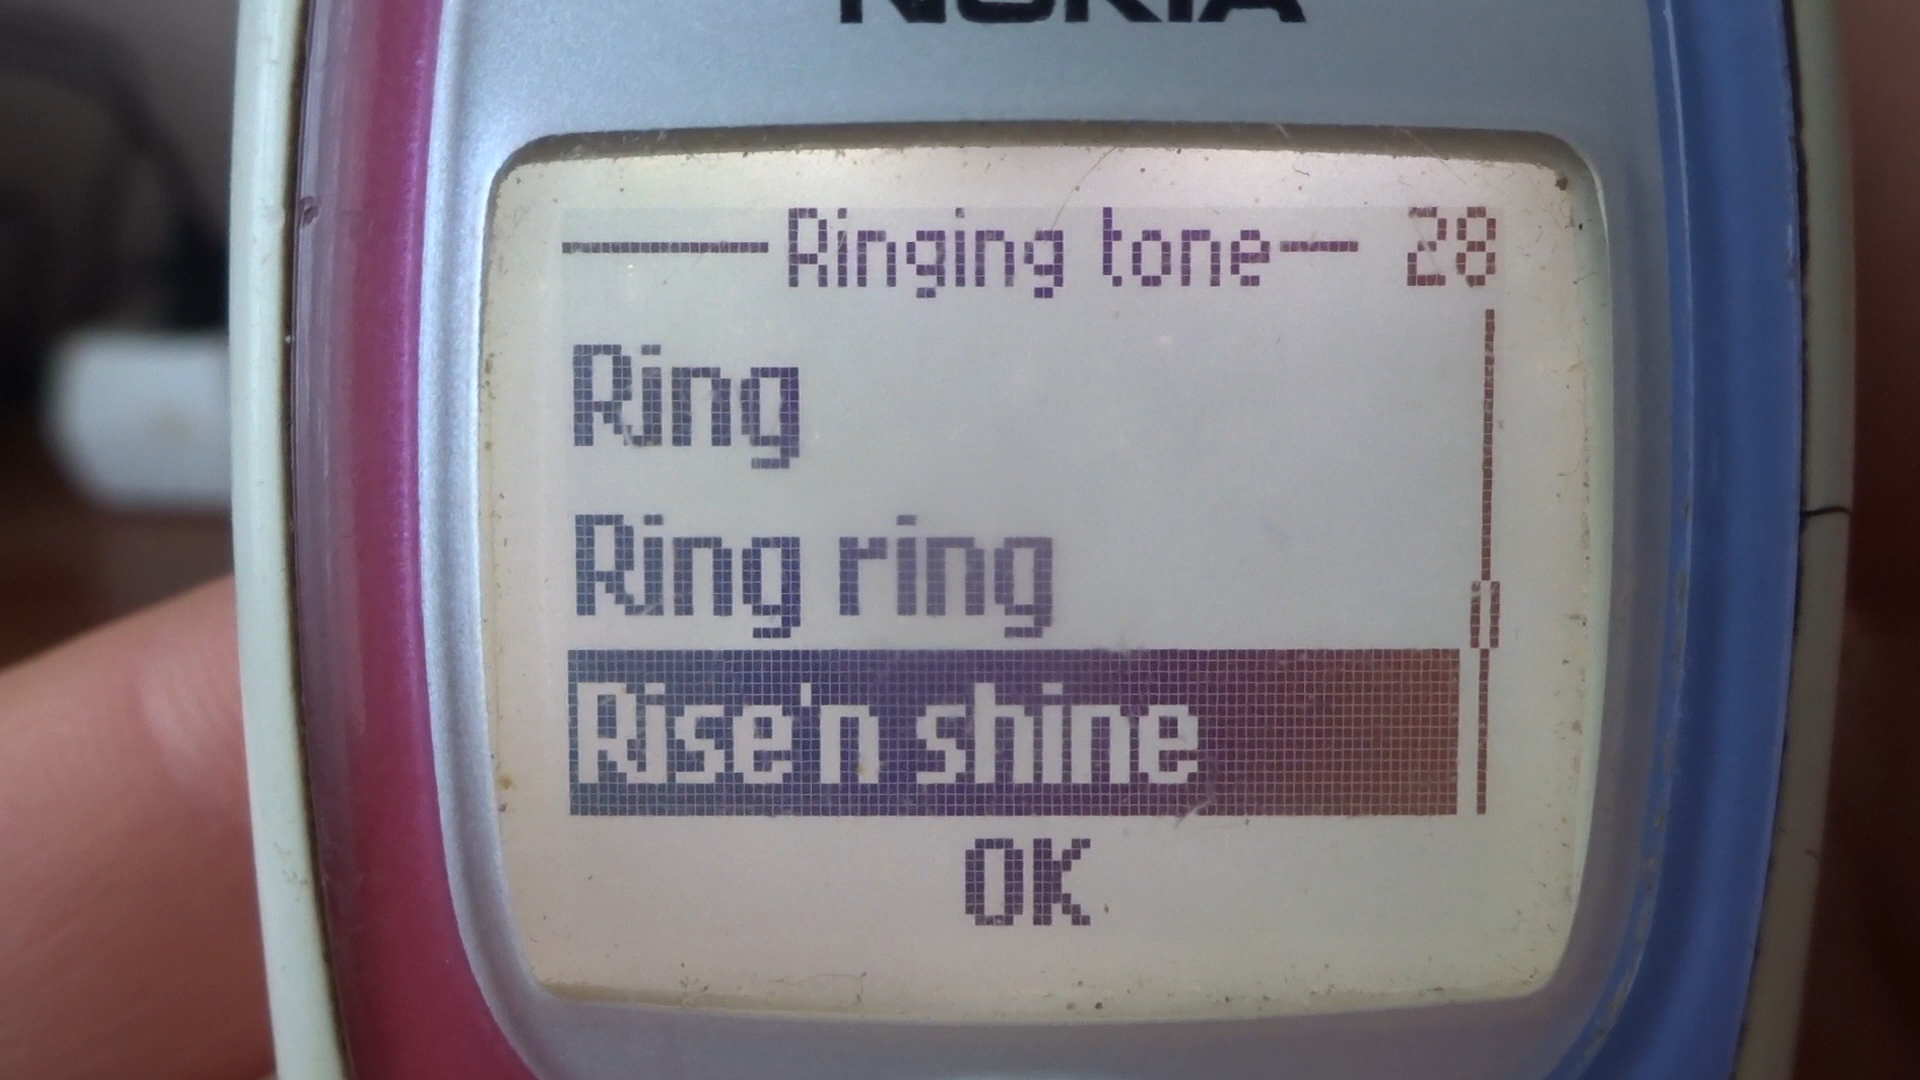 NOKIA
Ringing tone 28
Ring
Ring ring
Rise'n shine
OK